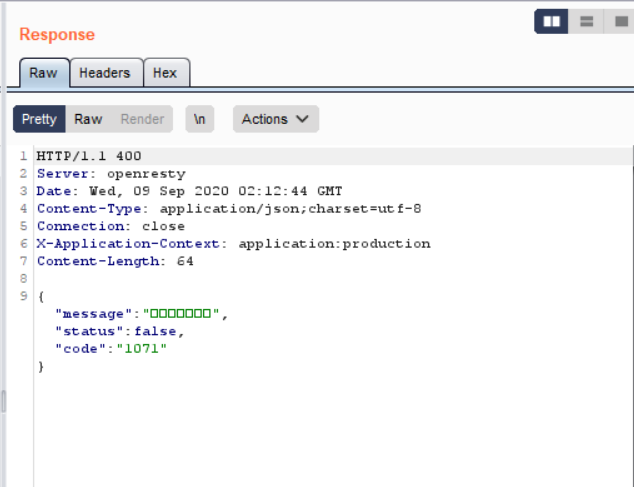 Response
Raw Headers Hex
Pretty Raw Render \n Actions
1 HTTP/1.1 400
2 Server: openresty
3 Date: Wed, 09 Sep 2020 02:12:44 GMT
4 Content-Type: application/json;charset=utf-8
5 Connection: close
6 X-Application-Context: application:production
7 Content-Length: 64
8
9 {
"message":"□□□□□□□",
"status":false,
"code":"1071"
}